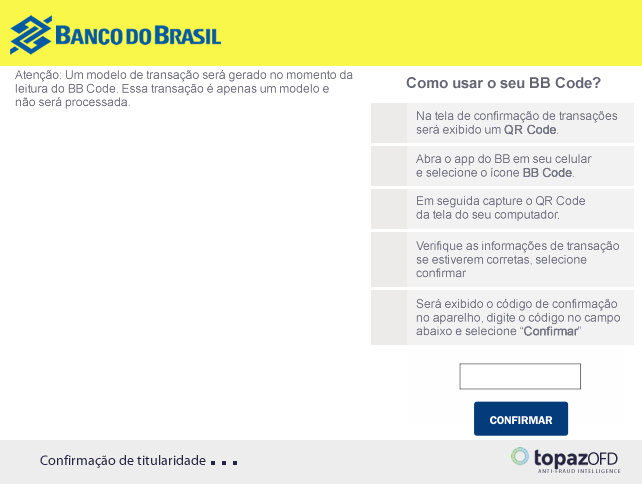 BANCO DO BRASIL
Atenção: Um modelo de transação será gerado no momento da
leitura do BB Code. Essa transação é apenas um modelo e
não será processada.
Como usar o seu BB Code?
Na tela de confirmação de transações
será exibido um QR Code.
Abra o app do BB em seu celular
e selecione o ícone BB Code.
Em seguida capture o QR Code
da tela do seu computador.
Verifique as informações de transação
se estiverem corretas, selecione
confirmar
Será exibido o código de confirmação
no aparelho, digite o código no campo
abaixo e selecione “Confirmar”
CONFIRMAR
Confirmação de titularidade ...
topazOFD
ANTI-FRAUD INTELLIGENCE